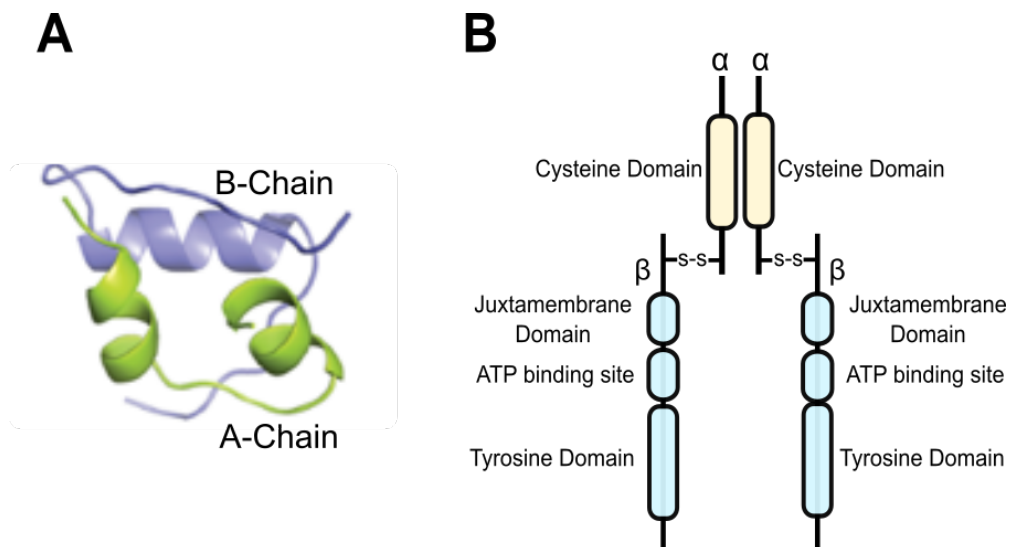 A
B
B-Chain
A-Chain
α α
Cysteine Domain
Cysteine Domain
s-s
s-s
β
β
Juxtamembrane
Domain
Juxtamembrane
Domain
ATP binding site
ATP binding site
Tyrosine Domain
Tyrosine Domain